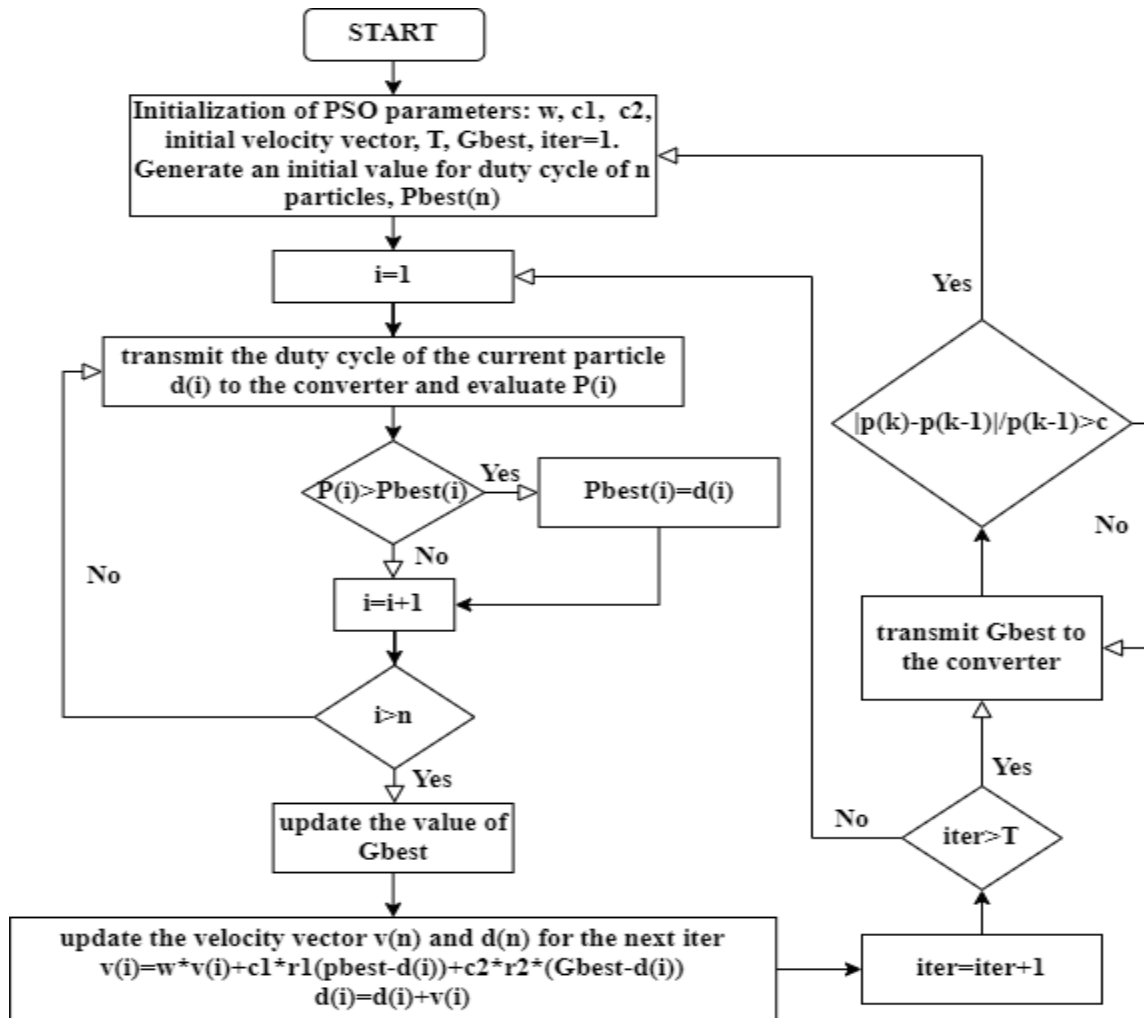 START
Initialization of PSO parameters: w, c1, c2,
initial velocity vector, T, Gbest, iter=1.
Generate an initial value for duty cycle of n
particles, Pbest(n)
i=1
transmit the duty cycle of the current particle
d(i) to the converter and evaluate P(i)
P(i)>Pbest(i)
Yes
Pbest(i)=d(i)
No
i=i+1
No
i>n
Yes
update the value of
Gbest
update the velocity vector v(n) and d(n) for the next iter
v(i)=w*v(i)+c1*r1(pbest-d(i))+c2*r2*(Gbest-d(i))
d(i)=d(i)+v(i)
iter=iter+1
iter>T
No
Yes
transmit Gbest to
the converter
|p(k)-p(k-1)|/p(k-1)>c
Yes
No